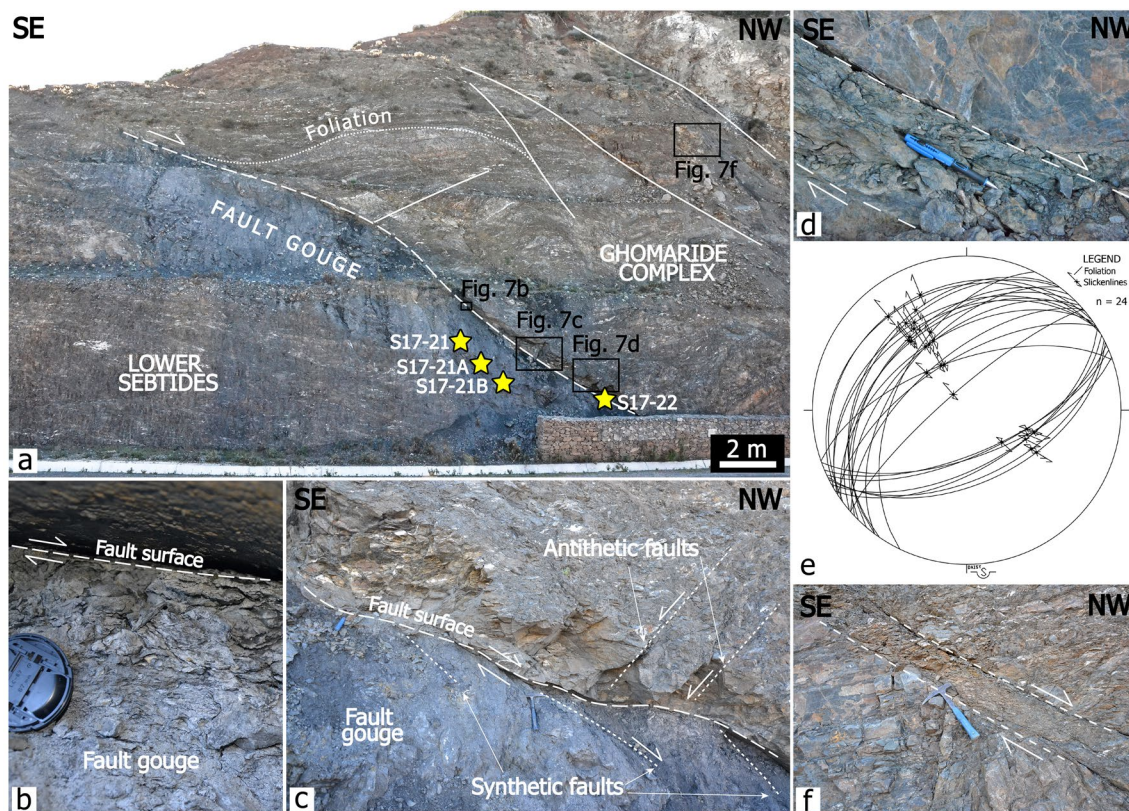 SE
NW
Foliation
FAULT GOUGE
Fig. 7f
GHOMARIDE
COMPLEX
Fig. 7b
Fig. 7c
Fig. 7d
S17-21
S17-21A
S17-21B
S17-22
LOWER
SEBTIDES
2 m
a
Fault surface
Fault gouge
b
SE
NW
Antithetic faults
Fault surface
Fault
gouge
Synthetic faults
c
SE
NW
d
LEGEND
Foliation
Slickenlines
n = 24
DAISY
S
e
SE
NW
f